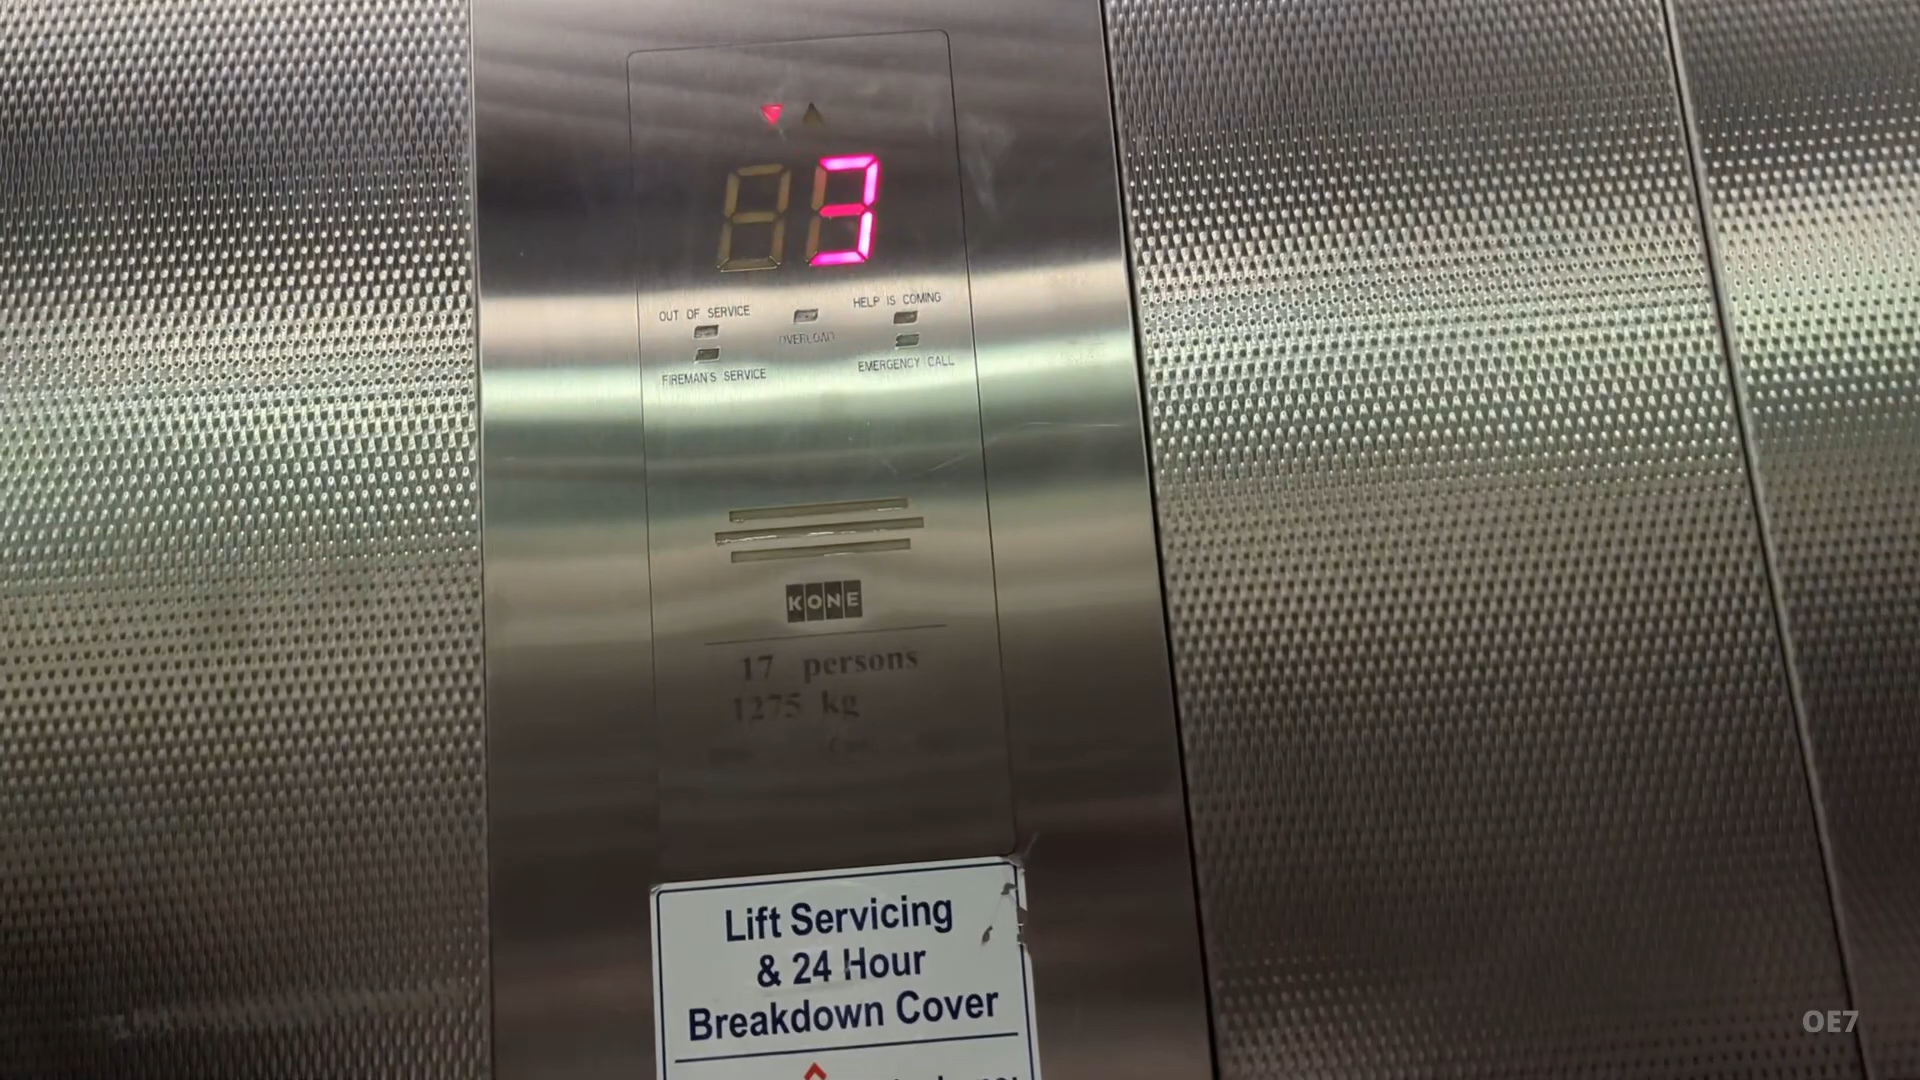 3
OUT OF SERVICE
HELP IS COMING
OVERLOAD
FIREMAN'S SERVICE
EMERGENCY CALL
KONE
17 persons
1275 kg
Lift Servicing
& 24 Hour
Breakdown Cover
OE7